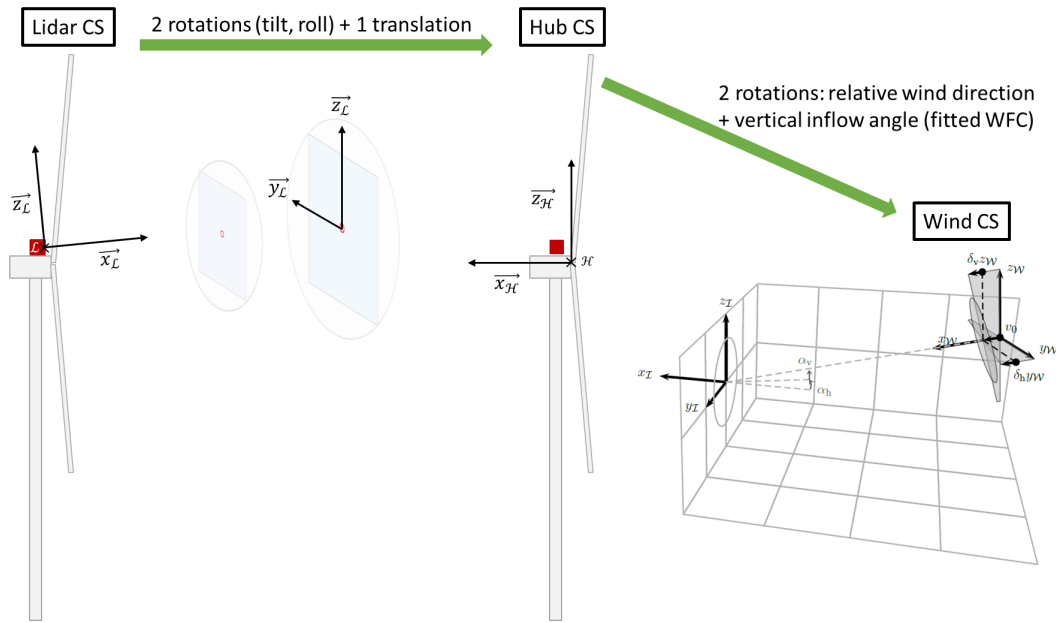 Lidar CS
2 rotations (tilt, roll) + 1 translation
Hub CS
2 rotations: relative wind direction
+ vertical inflow angle (fitted WFC)
Wind CS
z_ℒ
ℒ
x_ℒ
z_ℒ
y_ℒ
z_ℋ
ℋ
x_ℋ
δ_v z_𝒲
z_𝒲
v_0
x_𝒲
y_𝒲
δ_h y_𝒲
z_ℐ
x_ℐ
y_ℐ
α_v
α_h